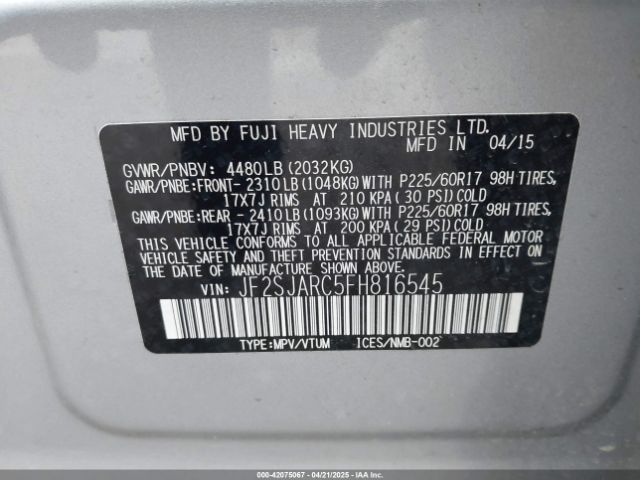 MFD BY FUJI HEAVY INDUSTRIES LTD.
MFD IN 04/15
GVWR/PNBV: 4480LB (2032KG)
GAWR/PNBE: FRONT- 2310LB (1048KG) WITH P225/60R17 98H TIRES,
17X7J RIMS AT 210 KPA (30 PSI) COLD
GAWR/PNBE: REAR - 2410LB (1093KG) WITH P225/60R17 98H TIRES,
17X7J RIMS AT 200 KPA (29 PSI) COLD
THIS VEHICLE CONFORMS TO ALL APPLICABLE FEDERAL MOTOR
VEHICLE SAFETY AND THEFT PREVENTION STANDARDS IN EFFECT ON
THE DATE OF MANUFACTURE SHOWN ABOVE.
VIN: JF2SJARC5FH816545
TYPE: MPV/VTUM ICES/NMB-002
000-42075067 - 04/21/2025 - IAAI.COM